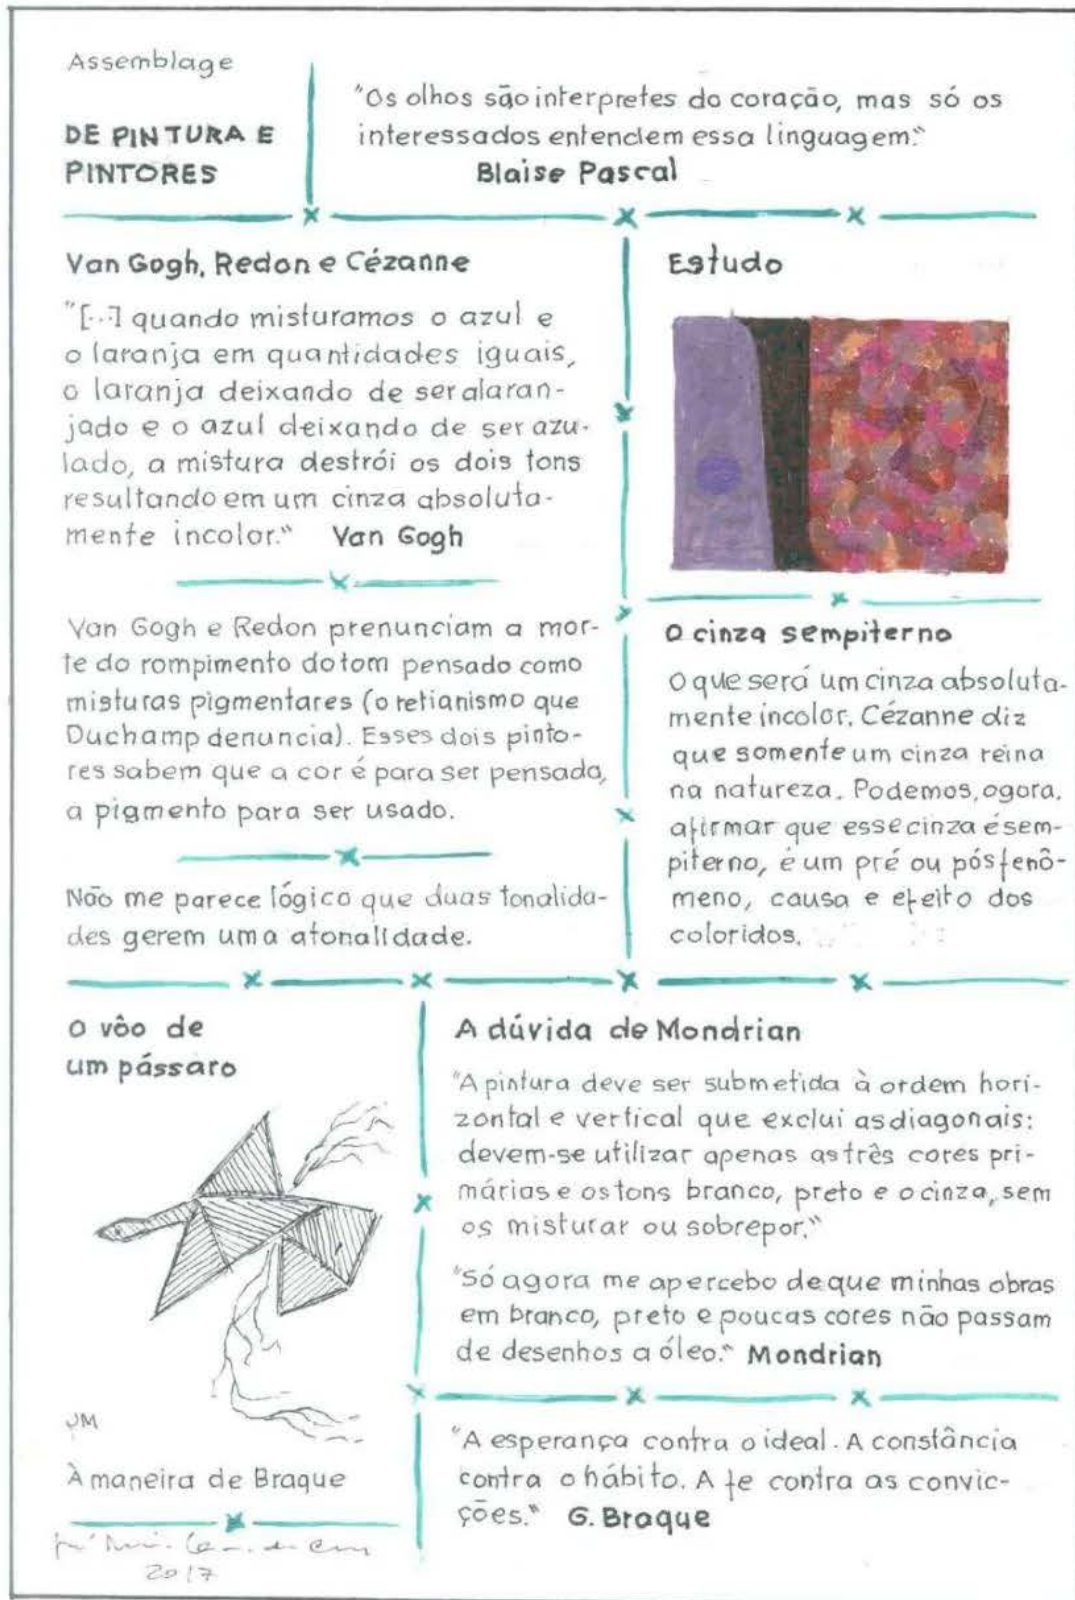 Assemblage
DE PINTURA E
PINTORES
"Os olhos são interpretes do coração, mas só os
interessados entendem essa linguagem."
Blaise Pascal
Van Gogh, Redon e Cézanne
"[...] quando misturamos o azul e
o laranja em quantidades iguais,
o laranja deixando de ser alaran-
jado e o azul deixando de ser azu-
lado, a mistura destrói os dois tons
resultando em um cinza absoluta-
mente incolor." Van Gogh
Van Gogh e Redon prenunciam a mor-
te do rompimento do tom pensado como
misturas pigmentares (o retianismo que
Duchamp denuncia). Esses dois pinto-
res sabem que a cor é para ser pensada,
a pigmento para ser usado.
Não me parece lógico que duas tonalida-
des gerem uma atonalidade.
Estudo
O cinza sempiterno
O que será um cinza absoluta-
mente incolor. Cézanne diz
que somente um cinza reina
na natureza. Podemos, agora,
afirmar que esse cinza é sem-
piterno, é um pré ou pós fenô-
meno, causa e efeito dos
coloridos.
O vôo de
um pássaro
JM
À maneira de Braque
2017
A dúvida de Mondrian
"A pintura deve ser submetida à ordem hori-
zontal e vertical que exclui as diagonais:
devem-se utilizar apenas as três cores pri-
márias e os tons branco, preto e o cinza, sem
os misturar ou sobrepor."
"Só agora me apercebo de que minhas obras
em branco, preto e poucas cores não passam
de desenhos a óleo." Mondrian
"A esperança contra o ideal. A constância
contra o hábito. A fe contra as convic-
ções." G. Braque